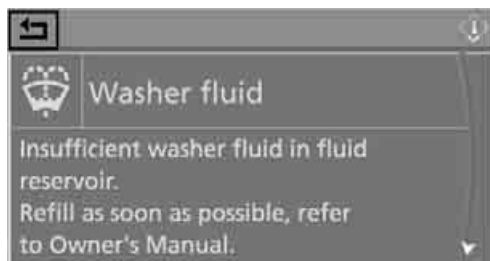 Washer fluid
Insufficient washer fluid in fluid
reservoir.
Refill as soon as possible, refer
to Owner's Manual.